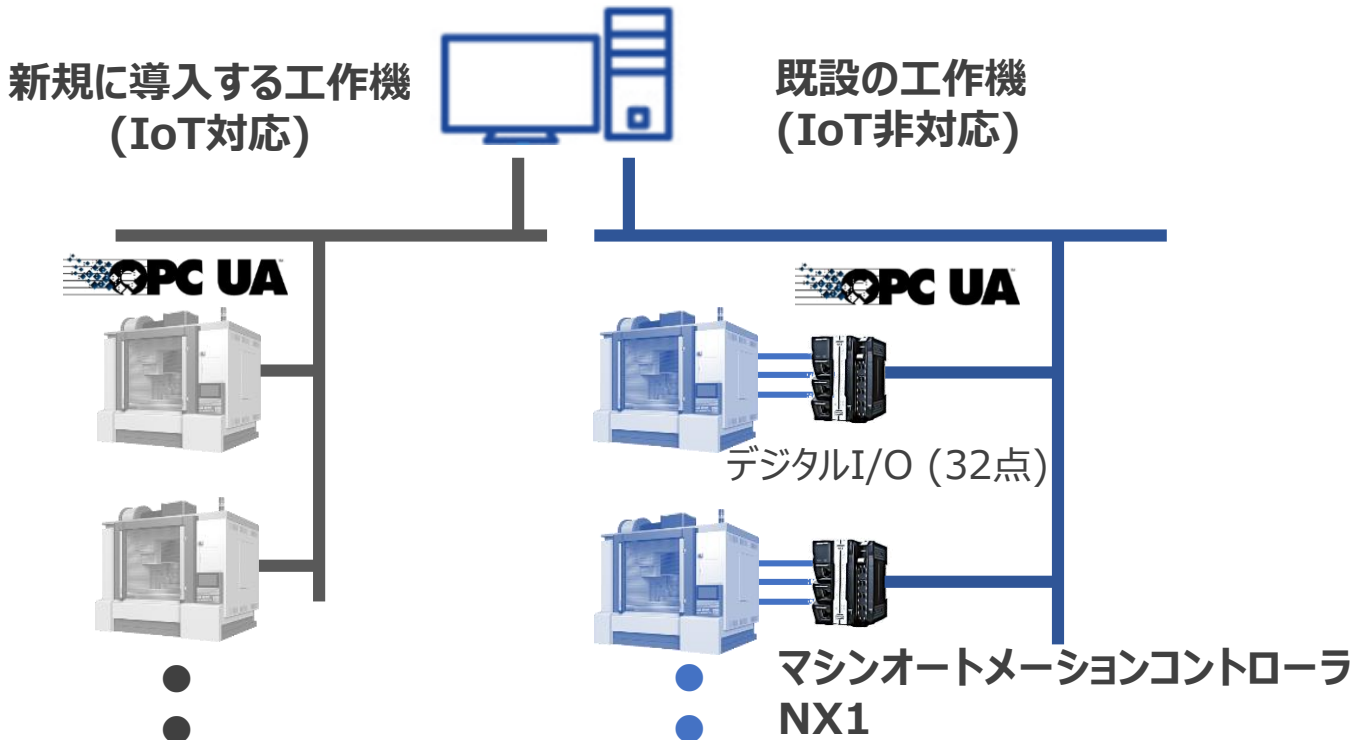 新規に導入する工作機
(IoT対応)
既設の工作機
(IoT非対応)
OPC UA
OPC UA
デジタルI/O (32点)
マシンオートメーションコントローラ
NX1